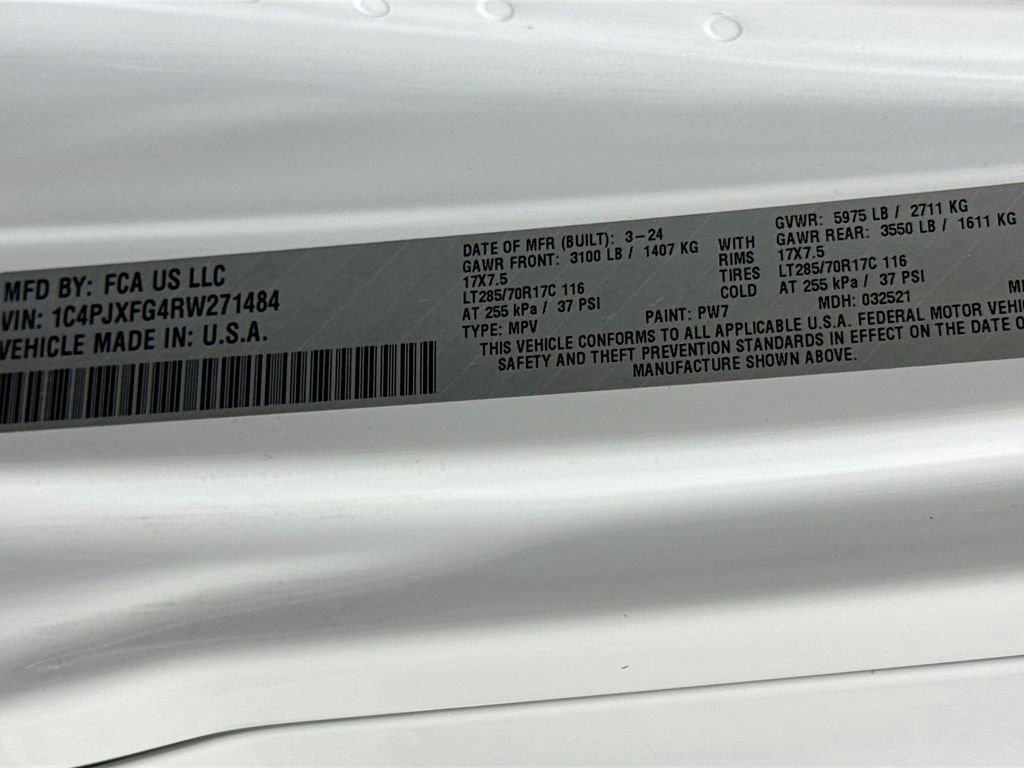 MFD BY: FCA US LLC
VIN: 1C4PJXFG4RW271484
VEHICLE MADE IN: U.S.A.
DATE OF MFR (BUILT): 3-24
GAWR FRONT: 3100 LB / 1407 KG
17X7.5
LT285/70R17C 116
AT 255 kPa / 37 PSI
TYPE: MPV
WITH
RIMS
TIRES
COLD
GVWR: 5975 LB / 2711 KG
GAWR REAR: 3550 LB / 1611 KG
17X7.5
LT285/70R17C 116
AT 255 kPa / 37 PSI
PAINT: PW7 MDH: 032521
THIS VEHICLE CONFORMS TO ALL APPLICABLE U.S.A. FEDERAL MOTOR VEHICLE
SAFETY AND THEFT PREVENTION STANDARDS IN EFFECT ON THE DATE OF
MANUFACTURE SHOWN ABOVE.